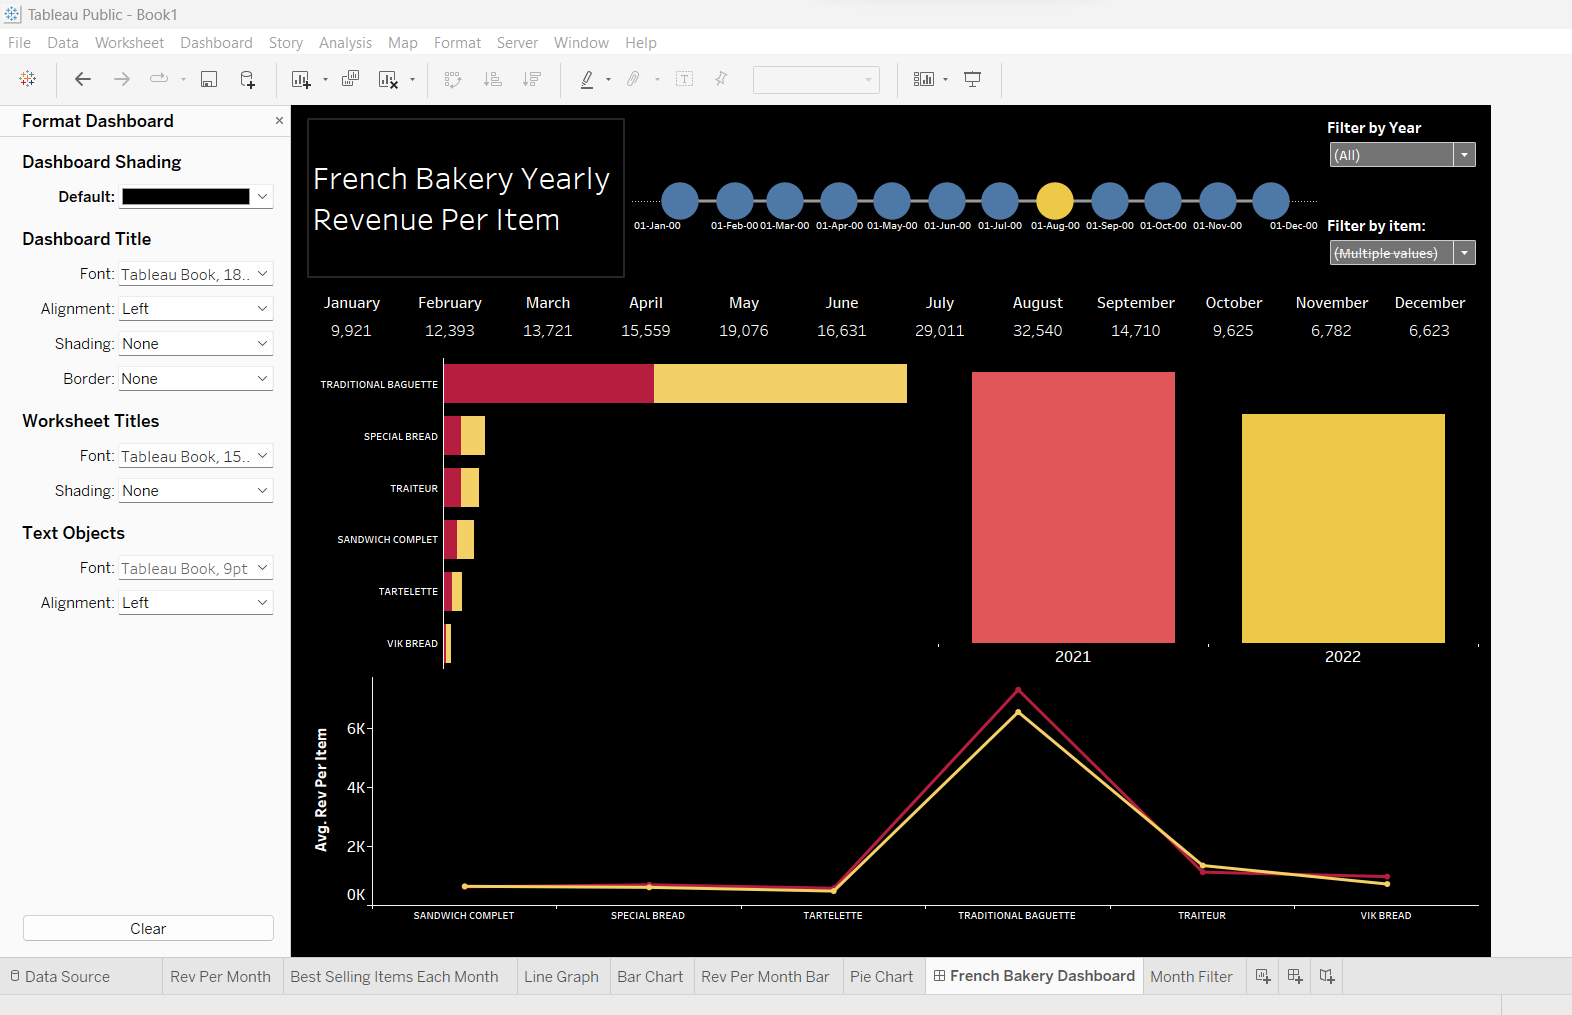 Tableau Public - Book1
File Data Worksheet Dashboard Story Analysis Map Format Server Window Help
Format Dashboard
Dashboard Shading
Default:
Dashboard Title
Font: Tableau Book, 18..
Alignment: Left
Shading: None
Border: None
Worksheet Titles
Font: Tableau Book, 15..
Shading: None
Text Objects
Font: Tableau Book, 9pt
Alignment: Left
Clear
French Bakery Yearly
Revenue Per Item
01-Jan-00 01-Feb-00 01-Mar-00 01-Apr-00 01-May-00 01-Jun-00 01-Jul-00 01-Aug-00 01-Sep-00 01-Oct-00 01-Nov-00 01-Dec-00
Filter by Year
(All)
Filter by item:
(Multiple values)
January February March April May June July August September October November December
9,921 12,393 13,721 15,559 19,076 16,631 29,011 32,540 14,710 9,625 6,782 6,623
TRADITIONAL BAGUETTE
SPECIAL BREAD
TRAITEUR
SANDWICH COMPLET
TARTELETTE
VIK BREAD
2021 2022
Avg. Rev Per Item
6K
4K
2K
0K
SANDWICH COMPLET SPECIAL BREAD TARTELETTE TRADITIONAL BAGUETTE TRAITEUR VIK BREAD
Data Source Rev Per Month Best Selling Items Each Month Line Graph Bar Chart Rev Per Month Bar Pie Chart French Bakery Dashboard Month Filter